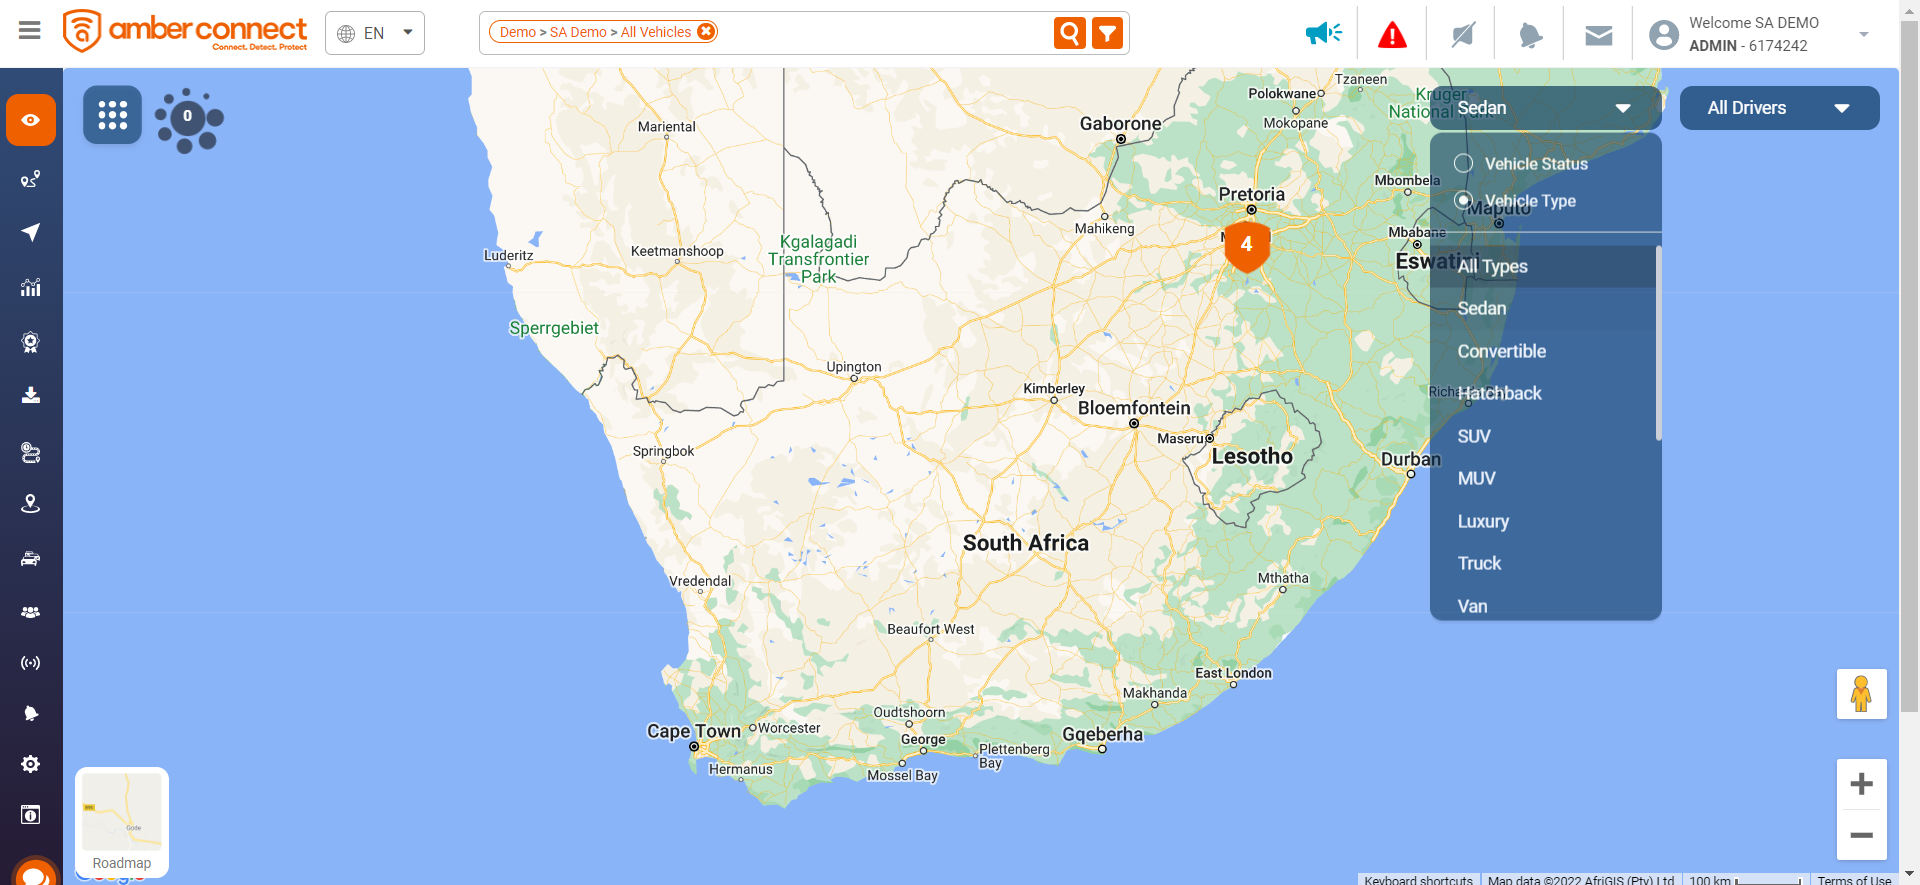 amber connect
Connect. Detect. Protect
EN
Demo > SA Demo > All Vehicles
Welcome SA DEMO
ADMIN - 6174242
0
Sedan
All Drivers
Vehicle Status
Vehicle Type
All Types
Sedan
Convertible
Hatchback
SUV
MUV
Luxury
Truck
Van
Tzaneen
Polokwane
Kruger
National Park
Mokopane
Gaborone
Mariental
Mbombela
Pretoria
Maputo
Mahikeng
Mbabane
4
Kgalagadi
Transfrontier
Park
Keetmanshoop
Luderitz
Eswatini
Sperrgebiet
Upington
Kimberley
Bloemfontein
Maseru
Lesotho
Springbok
Durban
South Africa
Vredendal
Mthatha
Beaufort West
East London
Makhanda
Oudtshoorn
Cape Town
Worcester
George
Gqeberha
Plettenberg
Bay
Hermanus
Mossel Bay
Gode
Roadmap
Keyboard shortcuts
Map data ©2022 AfriGIS (Pty) Ltd
100 km
Terms of Use